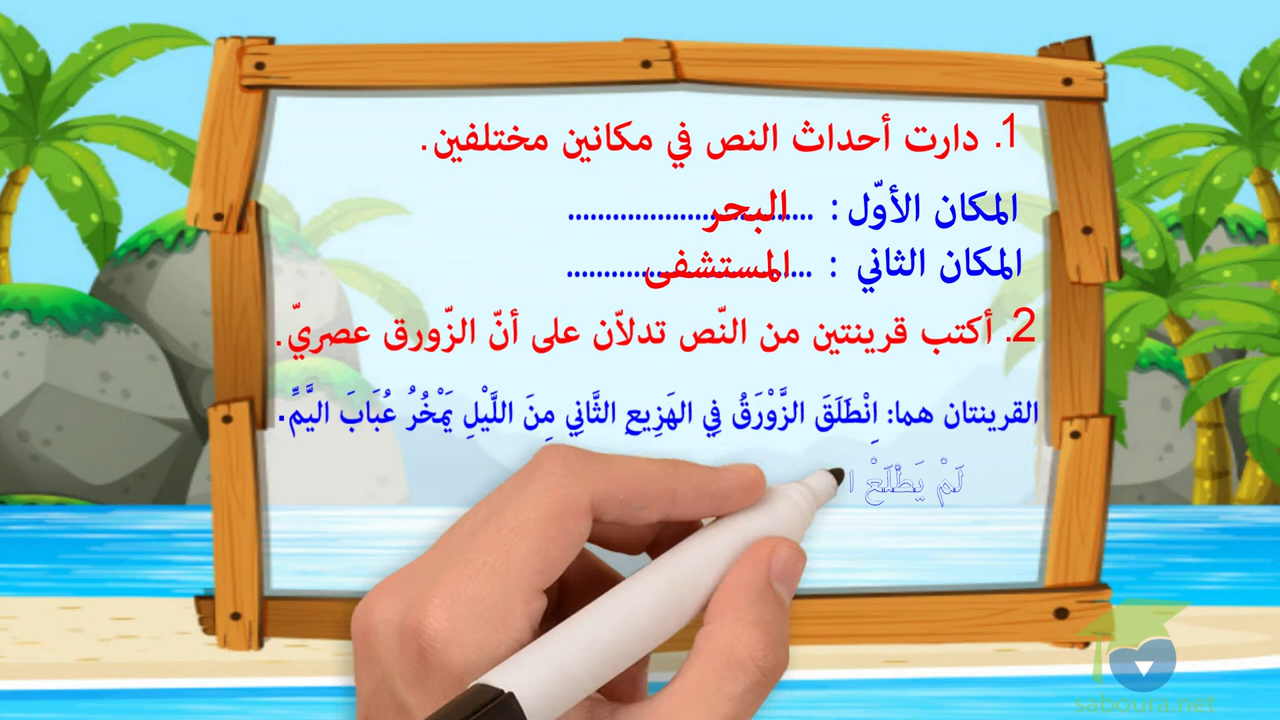 1. دارت أحداث النص في مكانين مختلفين.
المكان الأوّل : .......البحر.......
المكان الثاني : .......المستشفى.......
2. أكتب قرينتين من النّص تدلاّن على أنّ الزّورق عصريّ.
القرينتان هما: اِنْطَلَقَ الزَّوْرَقُ فِي الهَزِيعِ الثَّانِي مِنَ اللَّيْلِ يَمْخُرُ عُبَابَ اليَّمِّ.
لَمْ يَطْلَعْ ا
saboura.net